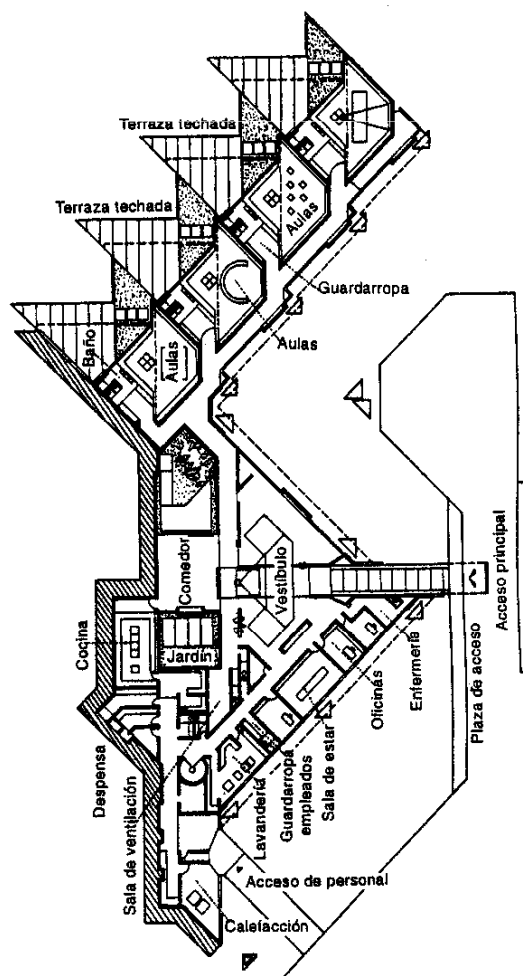 Terraza techada
Terraza techada
Aulas
Guardarropa
Aulas
Baño
Aulas
Comedor
Vestíbulo
Cocina
Jardín
Acceso principal
Plaza de acceso
Enfermería
Oficinas
Sala de estar
Guardarropa
empleados
Lavandería
Despensa
Sala de ventilación
Acceso de personal
Calefacción